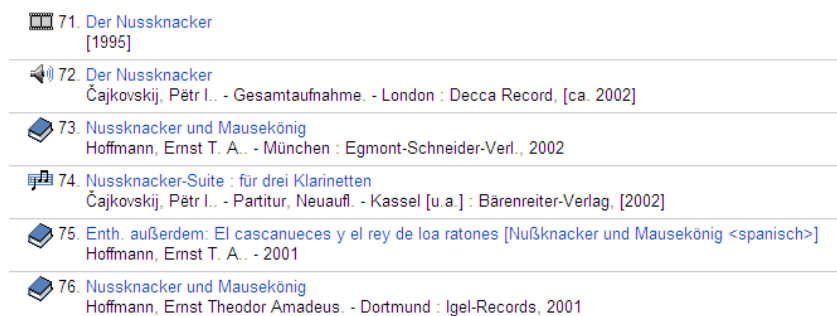 71. Der Nussknacker
[1995]
72. Der Nussknacker
Čajkovskij, Pëtr I.. - Gesamtaufnahme. - London : Decca Record, [ca. 2002]
73. Nussknacker und Mausekönig
Hoffmann, Ernst T. A.. - München : Egmont-Schneider-Verl., 2002
74. Nussknacker-Suite : für drei Klarinetten
Čajkovskij, Pëtr I.. - Partitur, Neuaufl. - Kassel [u.a.] : Bärenreiter-Verlag, [2002]
75. Enth. außerdem: El cascanueces y el rey de loa ratones [Nußknacker und Mausekönig <spanisch>]
Hoffmann, Ernst T. A.. - 2001
76. Nussknacker und Mausekönig
Hoffmann, Ernst Theodor Amadeus. - Dortmund : Igel-Records, 2001